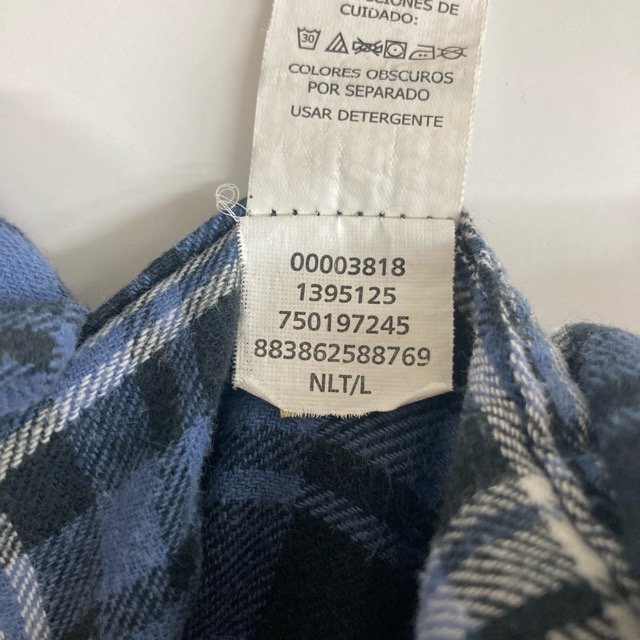 CUIDADO:
COLORES OBSCUROS
POR SEPARADO
USAR DETERGENTE
00003818
1395125
750197245
883862588769
NLT/L